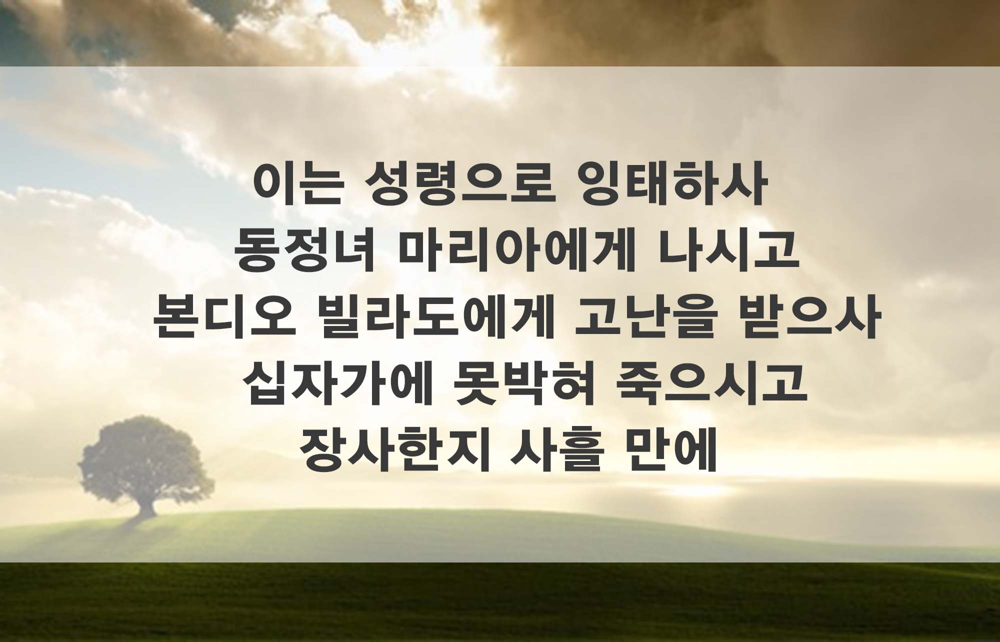 이는 성령으로 잉태하사
동정녀 마리아에게 나시고
본디오 빌라도에게 고난을 받으사
십자가에 못박혀 죽으시고
장사한지 사흘 만에